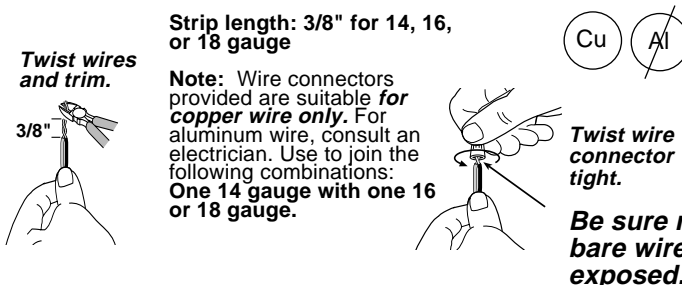 Twist wires
and trim.
3/8"
Strip length: 3/8" for 14, 16,
or 18 gauge
Note: Wire connectors
provided are suitable for
copper wire only. For
aluminum wire, consult an
electrician. Use to join the
following combinations:
One 14 gauge with one 16
or 18 gauge.
Cu
Al
Twist wire
connector
tight.
Be sure
bare wire
exposed.